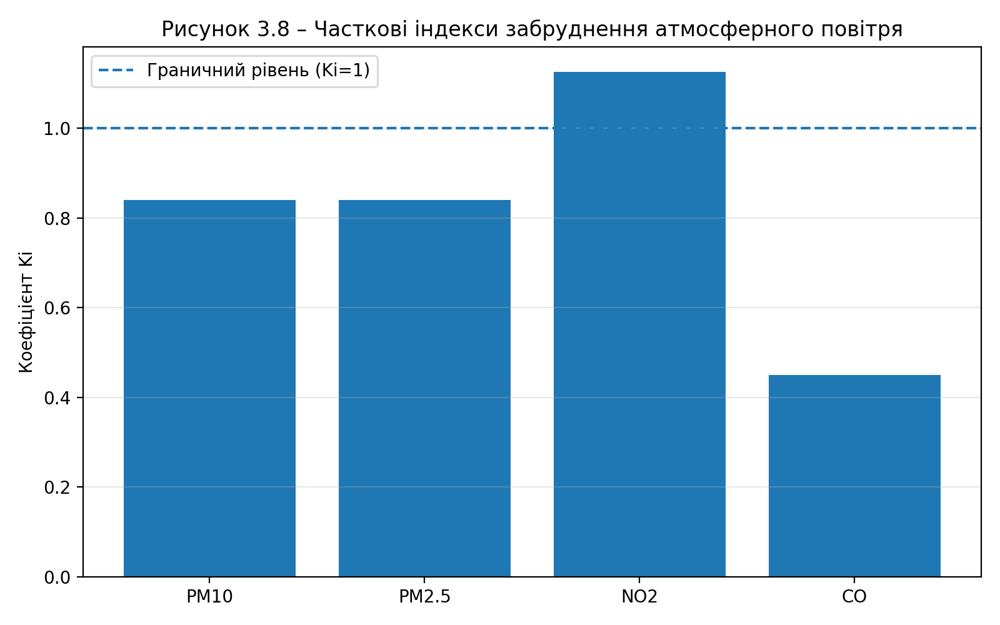 Рисунок 3.8 – Часткові індекси забруднення атмосферного повітря
Граничний рівень (Ki=1)
Коефіцієнт Ki
1.0
0.8
0.6
0.4
0.2
0.0
PM10 PM2.5 NO2 CO